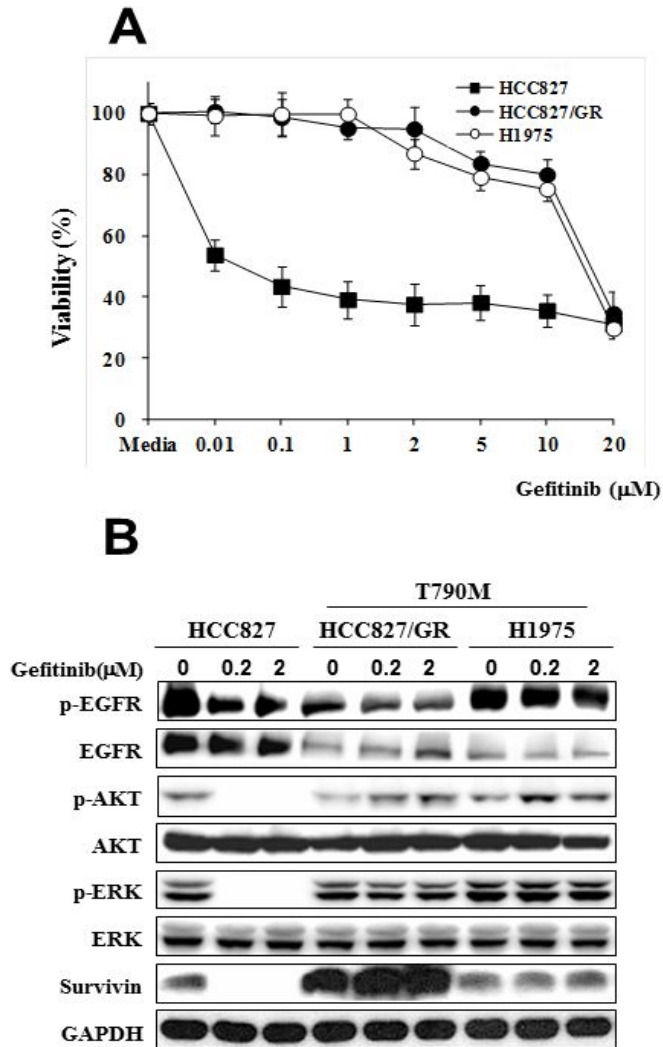 A
HCC827
HCC827/GR
H1975
100
80
60
40
20
0
Viability (%)
Media 0.01 0.1 1 2 5 10 20
Gefitinib (μM)
B
T790M
HCC827 HCC827/GR H1975
Gefitinib(μM) 0 0.2 2 0 0.2 2 0 0.2 2
p-EGFR
EGFR
p-AKT
AKT
p-ERK
ERK
Survivin
GAPDH